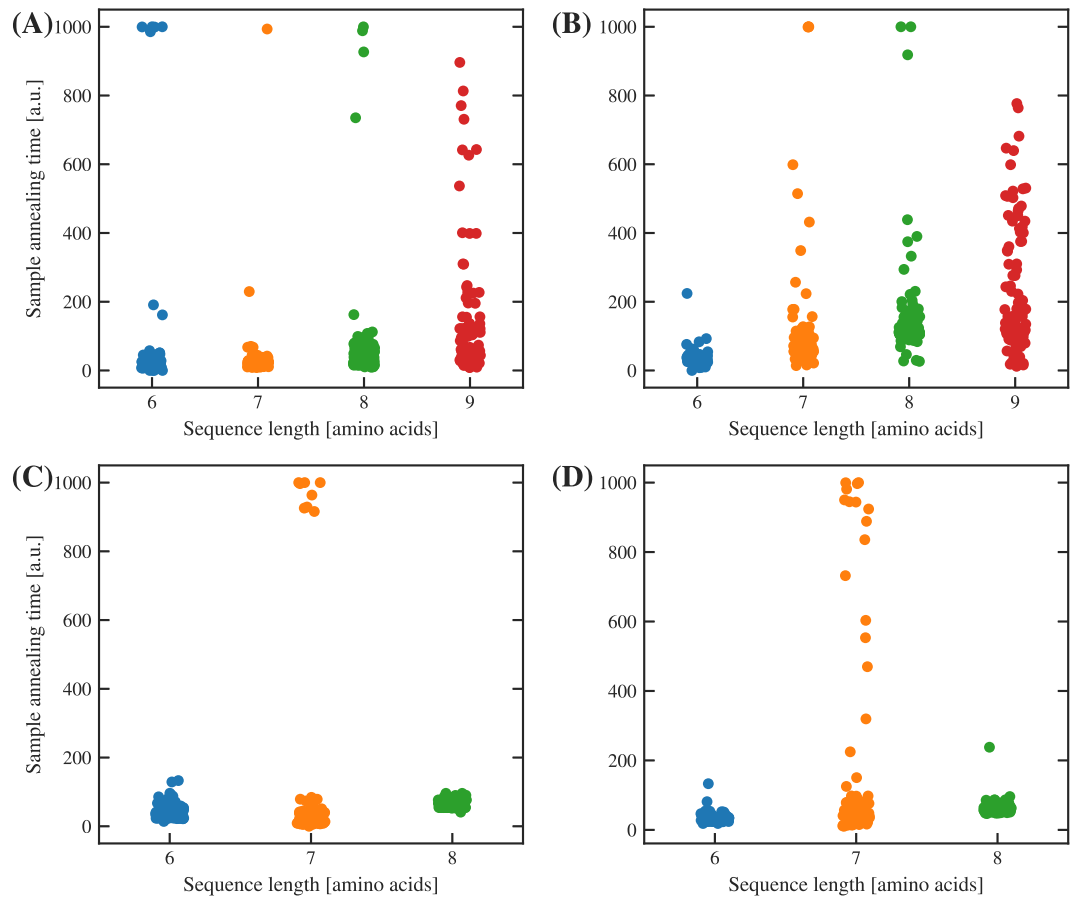 (A)
1000
800
600
400
200
0
Sample annealing time [a.u.]
6 7 8 9
Sequence length [amino acids]
(B)
1000
800
600
400
200
0
6 7 8 9
Sequence length [amino acids]
(C)
1000
800
600
400
200
0
Sample annealing time [a.u.]
6 7 8
Sequence length [amino acids]
(D)
1000
800
600
400
200
0
6 7 8
Sequence length [amino acids]